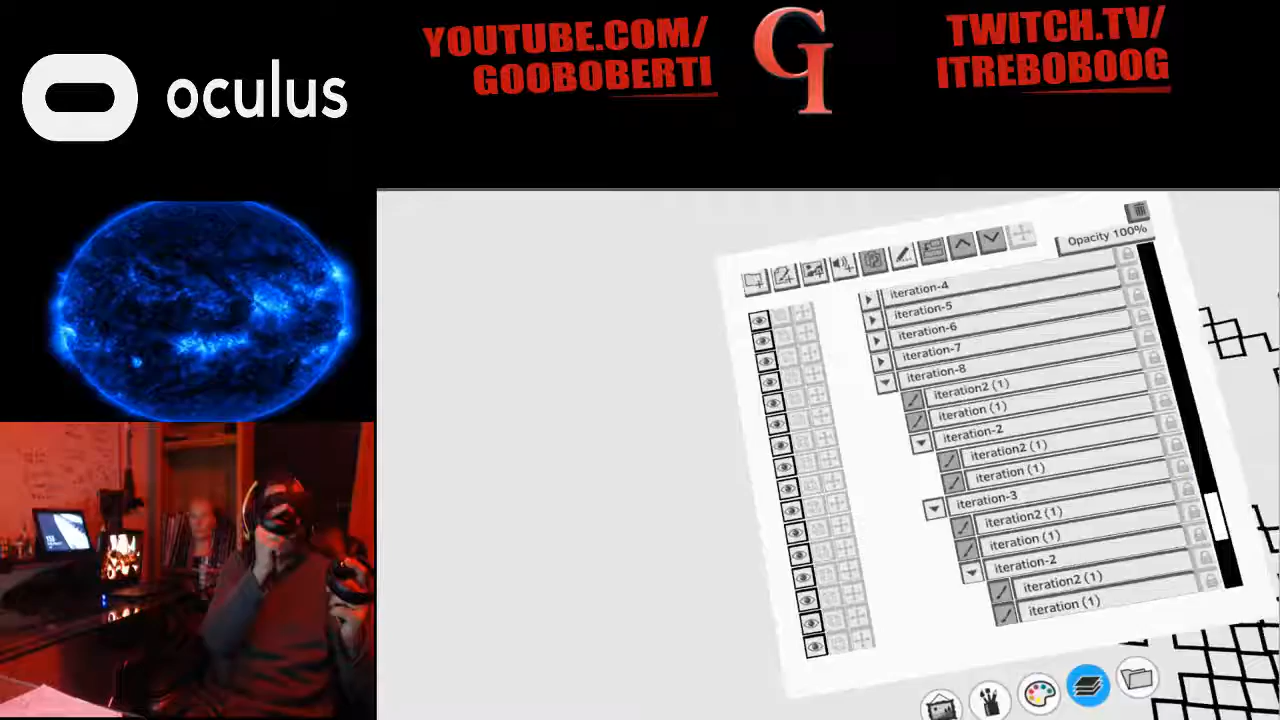 YOUTUBE.COM/
GOOBOBERTI
GI
TWITCH.TV/
ITREBOBOOG
oculus
Opacity 100%
iteration-4
iteration-5
iteration-6
iteration-7
iteration-8
iteration2 (1)
iteration (1)
iteration-2
iteration2 (1)
iteration (1)
iteration-3
iteration2 (1)
iteration (1)
iteration-2
iteration2 (1)
iteration (1)